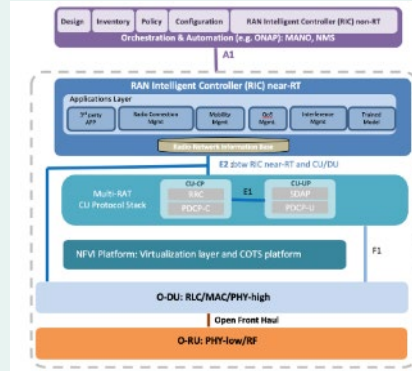 Design Inventory Policy Configuration RAN Intelligent Controller (RIC) non-RT
Orchestration & Automation (e.g. ONAP): MANO, NMS
A1
RAN Intelligent Controller (RIC) near-RT
Applications Layer
3rd party Radio Connection Mobility QoS Interference Trained
APP Mgmt Mgmt Mgmt Mgmt Model
Radio-Network Information Base
E2 :btw RIC near-RT and CU/DU
CU-CP CU-UP
Multi-RAT RRC E1 SDAP
CU Protocol Stack PDCP-C PDCP-U
NFVI Platform: Virtualization layer and COTS platform F1
O-DU: RLC/MAC/PHY-high
Open Front Haul
O-RU: PHY-low/RF